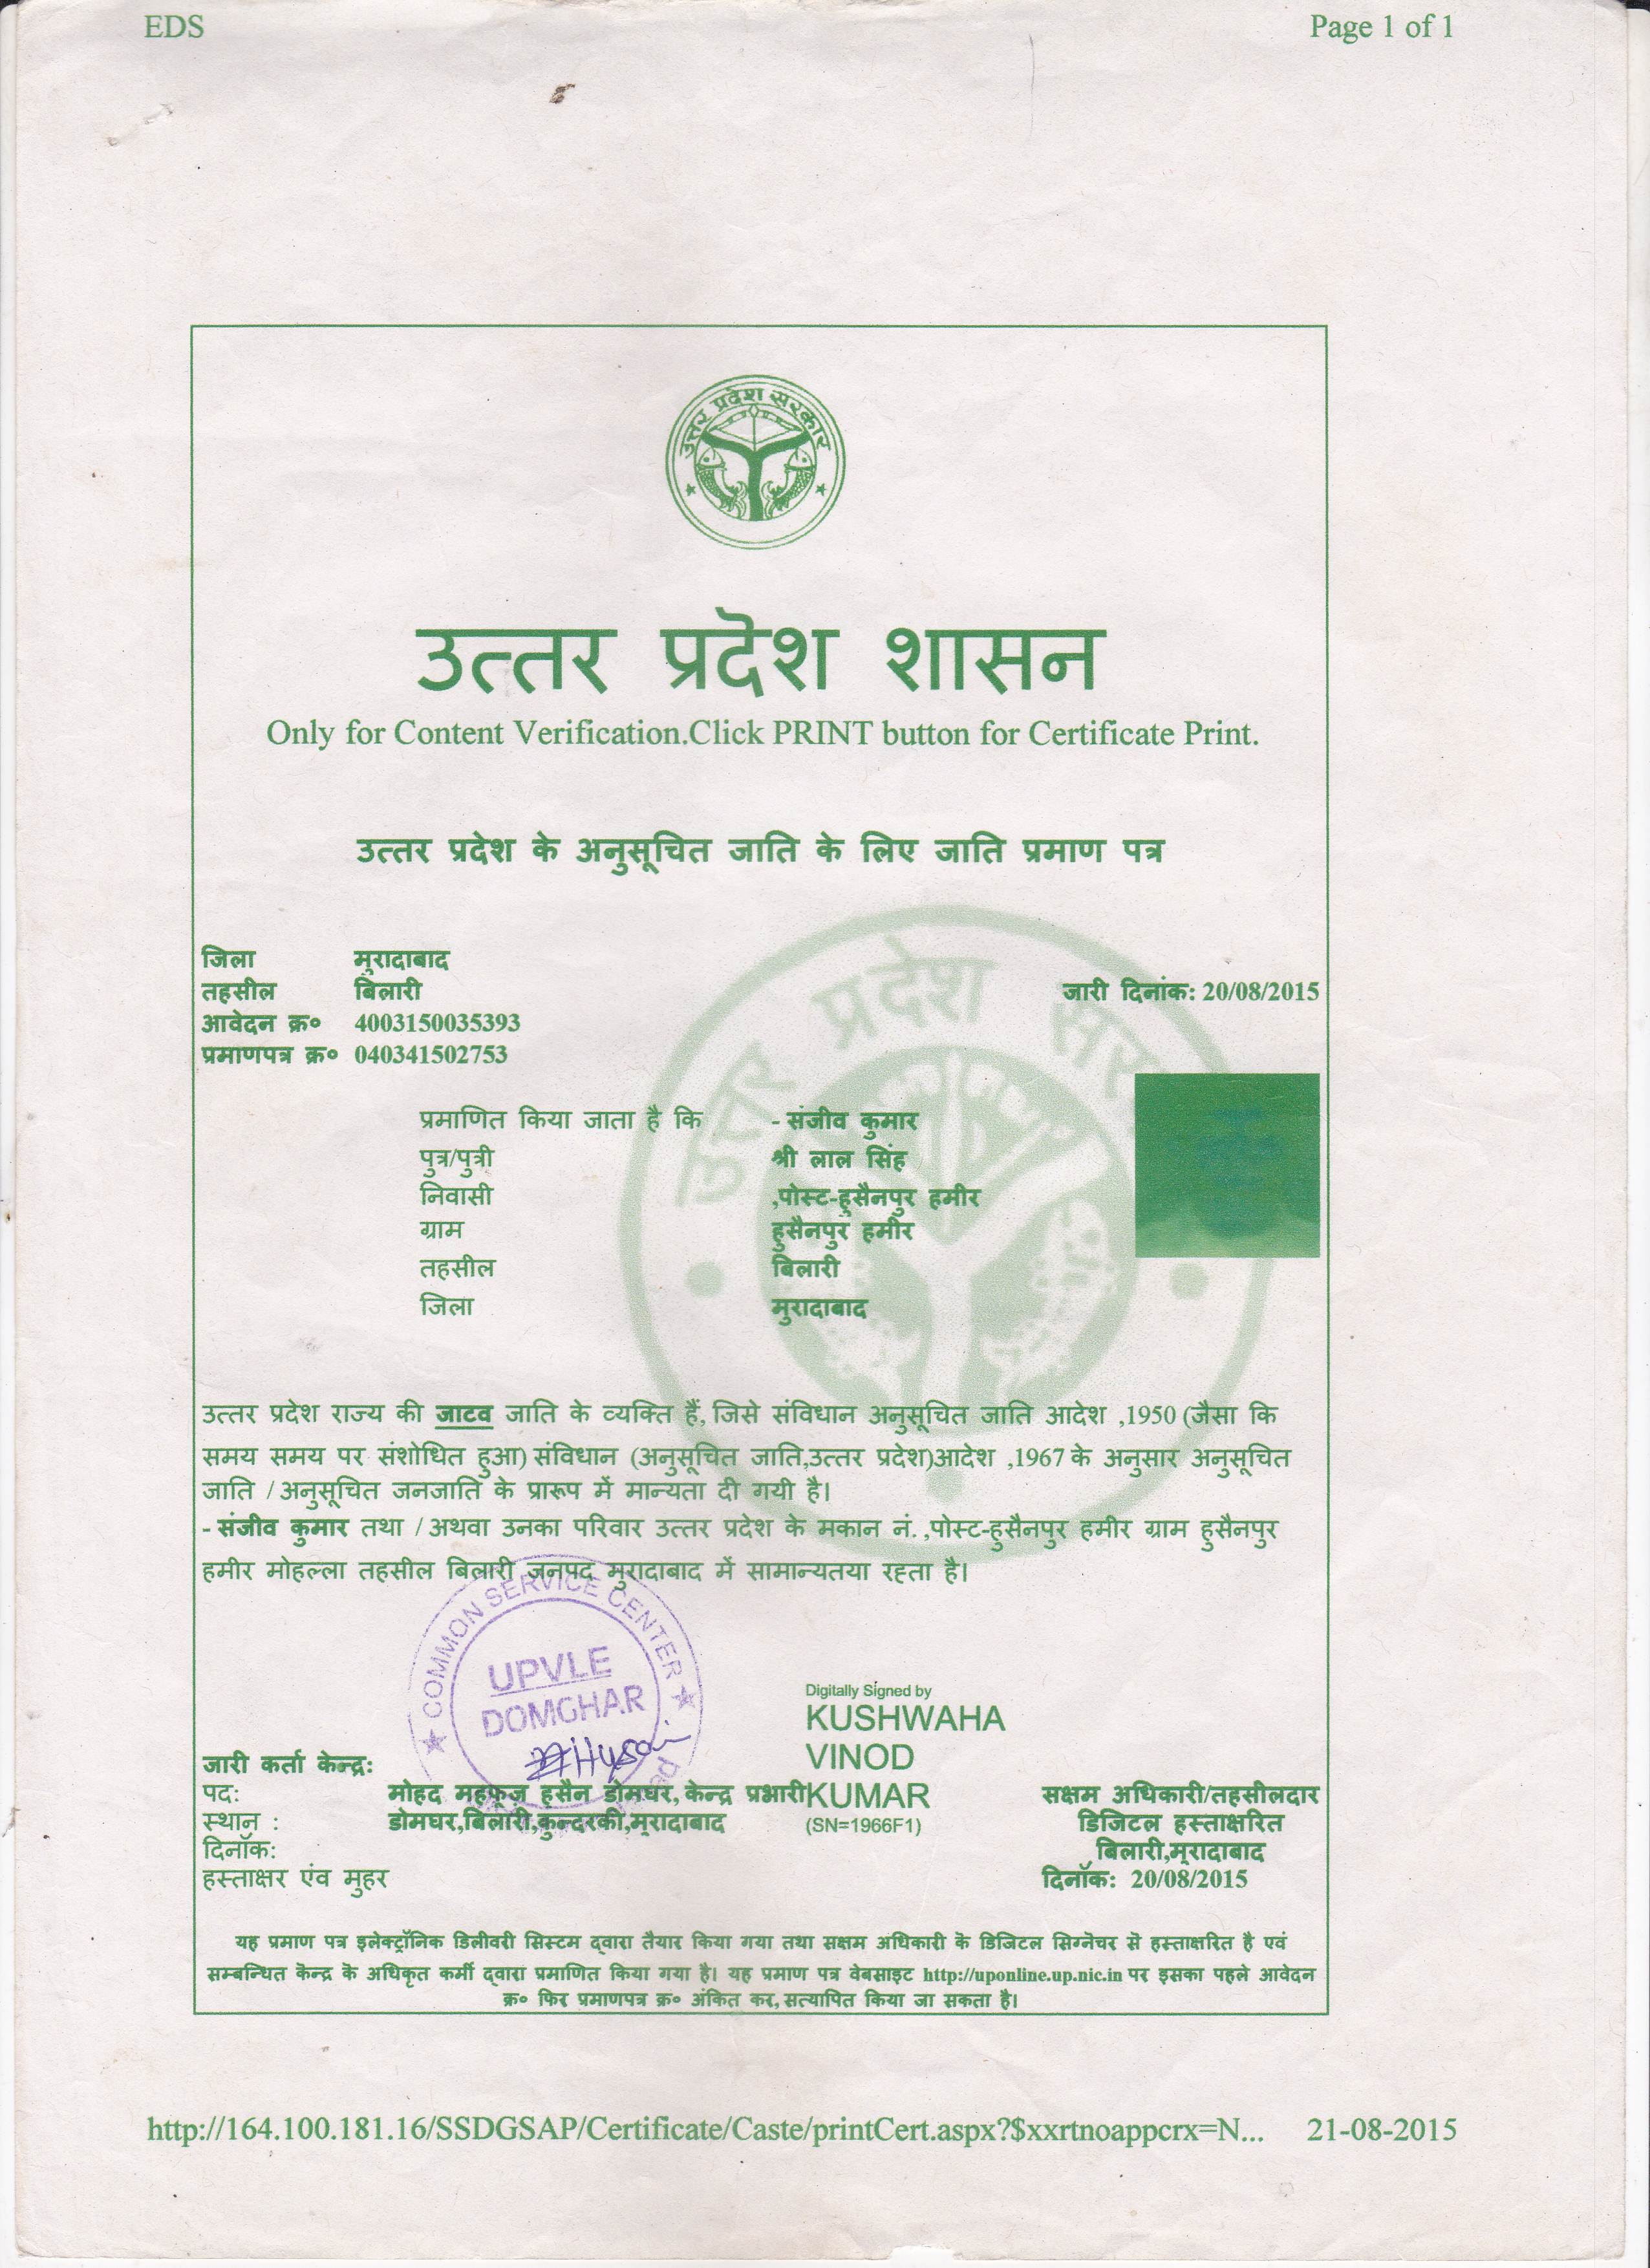 EDS Page 1 of 1
उत्तर प्रदेश सरकार
उत्तर प्रदेश शासन
Only for Content Verification.Click PRINT button for Certificate Print.
उत्तर प्रदेश के अनुसूचित जाति के लिए जाति प्रमाण पत्र
जिला मुरादाबाद
तहसील बिलारी जारी दिनांक: 20/08/2015
आवेदन क्र० 4003150035393
प्रमाणपत्र क्र० 040341502753
उत्तर प्रदेश सर
प्रमाणित किया जाता है कि - संजीव कुमार
पुत्र/पुत्री श्री लाल सिंह
निवासी ,पोस्ट-हुसैनपुर हमीर
ग्राम हुसैनपुर हमीर
तहसील बिलारी
जिला मुरादाबाद
उत्तर प्रदेश राज्य की जाटव जाति के व्यक्ति हैं, जिसे संविधान अनुसूचित जाति आदेश ,1950 (जैसा कि
समय समय पर संशोधित हुआ) संविधान (अनुसूचित जाति,उत्तर प्रदेश)आदेश ,1967 के अनुसार अनुसूचित
जाति / अनुसूचित जनजाति के प्रारूप में मान्यता दी गयी है।
- संजीव कुमार तथा / अथवा उनका परिवार उत्तर प्रदेश के मकान नं. ,पोस्ट-हुसैनपुर हमीर ग्राम हुसैनपुर
हमीर मोहल्ला तहसील बिलारी जनपद मुरादाबाद में सामान्यतया रह्ता है।
COMMON SERVICE CENTER
UPVLE
DOMGHAR
Digitally Signed by
KUSHWAHA
VINOD
KUMAR
(SN=1966F1)
जारी कर्ता केन्द्र:
पद: मोहद महफूज़ हुसैन डोमघर, केन्द्र प्रभारी
स्थान : डोमघर,बिलारी,कुन्दरकी,मुरादाबाद
दिनॉक:
हस्ताक्षर एंव मुहर
सक्षम अधिकारी/तहसीलदार
डिजिटल हस्ताक्षरित
बिलारी,मुरादाबाद
दिनॉक: 20/08/2015
यह प्रमाण पत्र इलेक्ट्रॉनिक डिलीवरी सिस्टम द्वारा तैयार किया गया तथा सक्षम अधिकारी के डिजिटल सिग्नेचर से हस्ताक्षरित है एवं
सम्बन्धित केन्द्र के अधिकृत कर्मी द्वारा प्रमाणित किया गया है। यह प्रमाण पत्र वेबसाइट http://uponline.up.nic.in पर इसका पहले आवेदन
क्र० फिर प्रमाणपत्र क्र० अंकित कर, सत्यापित किया जा सकता है।
http://164.100.181.16/SSDGSAP/Certificate/Caste/printCert.aspx?$xxrtnoappcrx=N... 21-08-2015